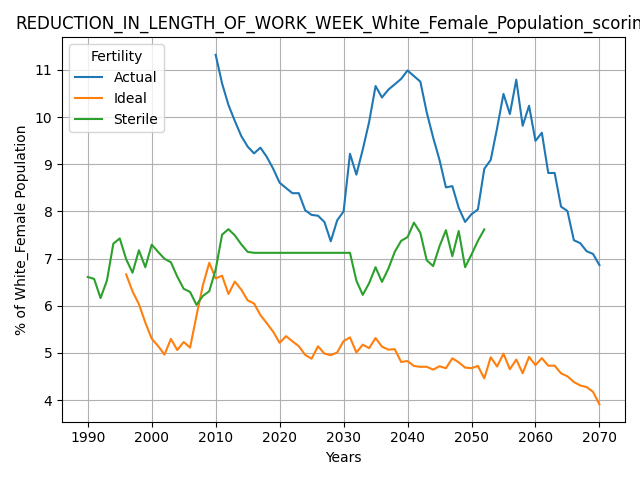 REDUCTION_IN_LENGTH_OF_WORK_WEEK_White_Female_Population_scorin
Fertility
Actual
Ideal
Sterile
% of White_Female Population
11
10
9
8
7
6
5
4
1990 2000 2010 2020 2030 2040 2050 2060 2070
Years